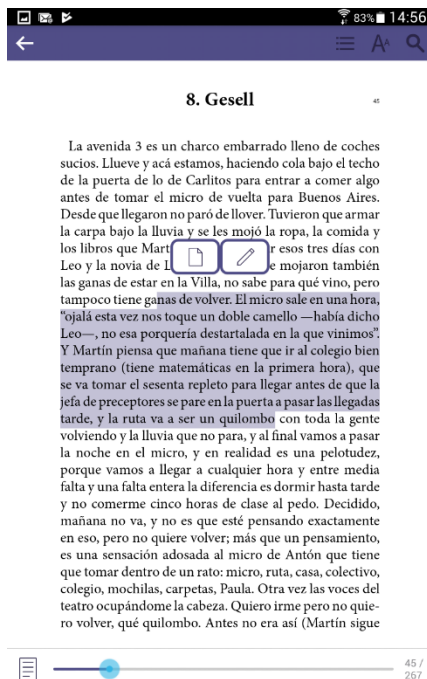 83% 14:56
8. Gesell
45
La avenida 3 es un charco embarrado lleno de coches
sucios. Llueve y acá estamos, haciendo cola bajo el techo
de la puerta de lo de Carlitos para entrar a comer algo
antes de tomar el micro de vuelta para Buenos Aires.
Desde que llegaron no paró de llover. Tuvieron que armar
la carpa bajo la lluvia y se les mojó la ropa, la comida y
los libros que Mart r esos tres días con
Leo y la novia de L e mojaron también
las ganas de estar en la Villa, no sabe para qué vino, pero
tampoco tiene ganas de volver. El micro sale en una hora,
“ojalá esta vez nos toque un doble camello —había dicho
Leo—, no esa porquería destartalada en la que vinimos”.
Y Martín piensa que mañana tiene que ir al colegio bien
temprano (tiene matemáticas en la primera hora), que
se va tomar el sesenta repleto para llegar antes de que la
jefa de preceptores se pare en la puerta a pasar las llegadas
tarde, y la ruta va a ser un quilombo con toda la gente
volviendo y la lluvia que no para, y al final vamos a pasar
la noche en el micro, y en realidad es una pelotudez,
porque vamos a llegar a cualquier hora y entre media
falta y una falta entera la diferencia es dormir hasta tarde
y no comerme cinco horas de clase al pedo. Decidido,
mañana no va, y no es que esté pensando exactamente
en eso, pero no quiere volver; más que un pensamiento,
es una sensación adosada al micro de Antón que tiene
que tomar dentro de un rato: micro, ruta, casa, colectivo,
colegio, mochilas, carpetas, Paula. Otra vez las voces del
teatro ocupándome la cabeza. Quiero irme pero no quie-
ro volver, qué quilombo. Antes no era así (Martín sigue
45 /
267